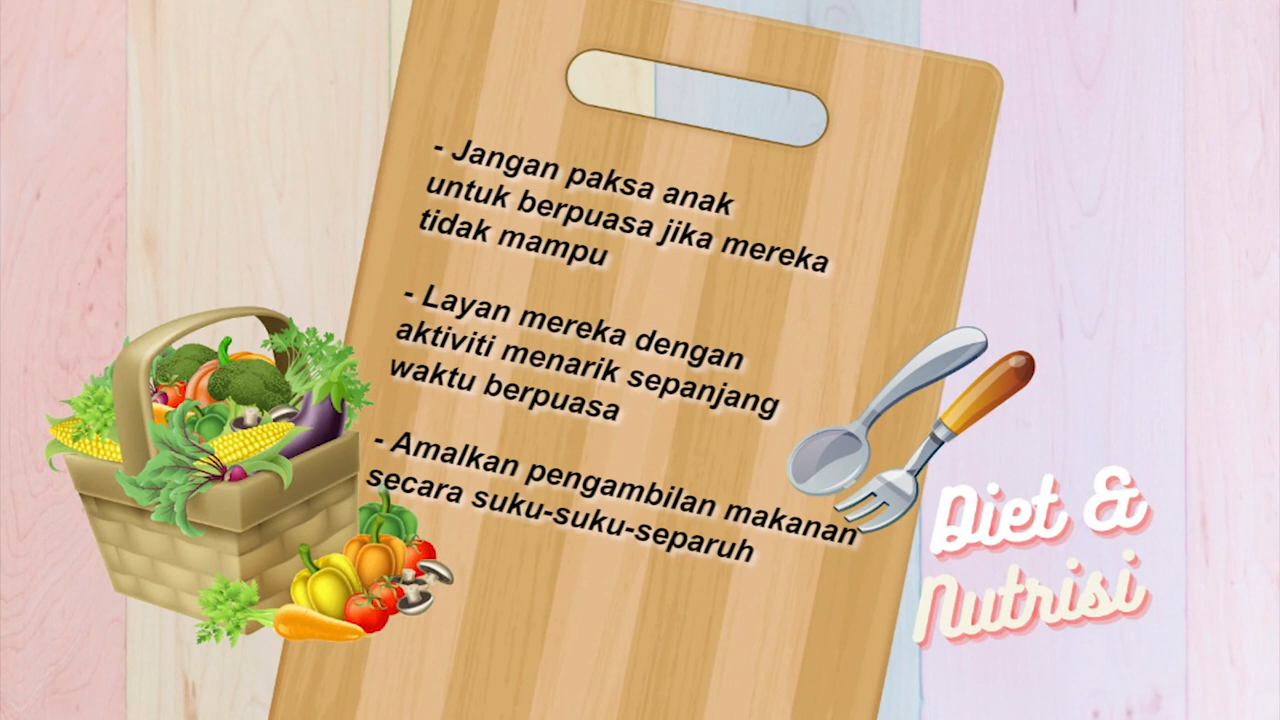 - Jangan paksa anak
untuk berpuasa jika mereka
tidak mampu
- Layan mereka dengan
aktiviti menarik sepanjang
waktu berpuasa
- Amalkan pengambilan makanan
secara suku-suku-separuh
Diet &
Nutrisi